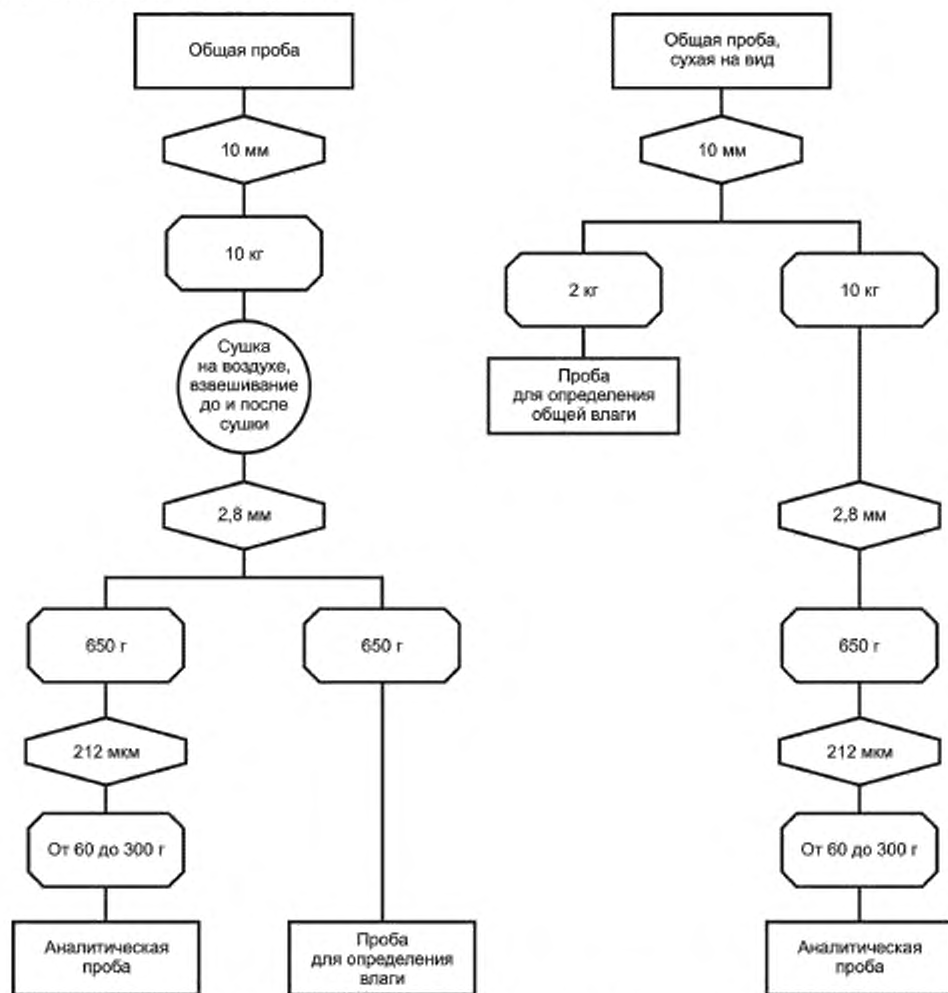 Общая проба
10 мм
10 кг
Сушка
на воздухе,
взвешивание
до и после
сушки
2,8 мм
650 г
650 г
212 мкм
От 60 до 300 г
Аналитическая
проба
Проба
для определения
влаги
Общая проба,
сухая на вид
10 мм
2 кг
10 кг
Проба
для определения
общей влаги
2,8 мм
650 г
212 мкм
От 60 до 300 г
Аналитическая
проба